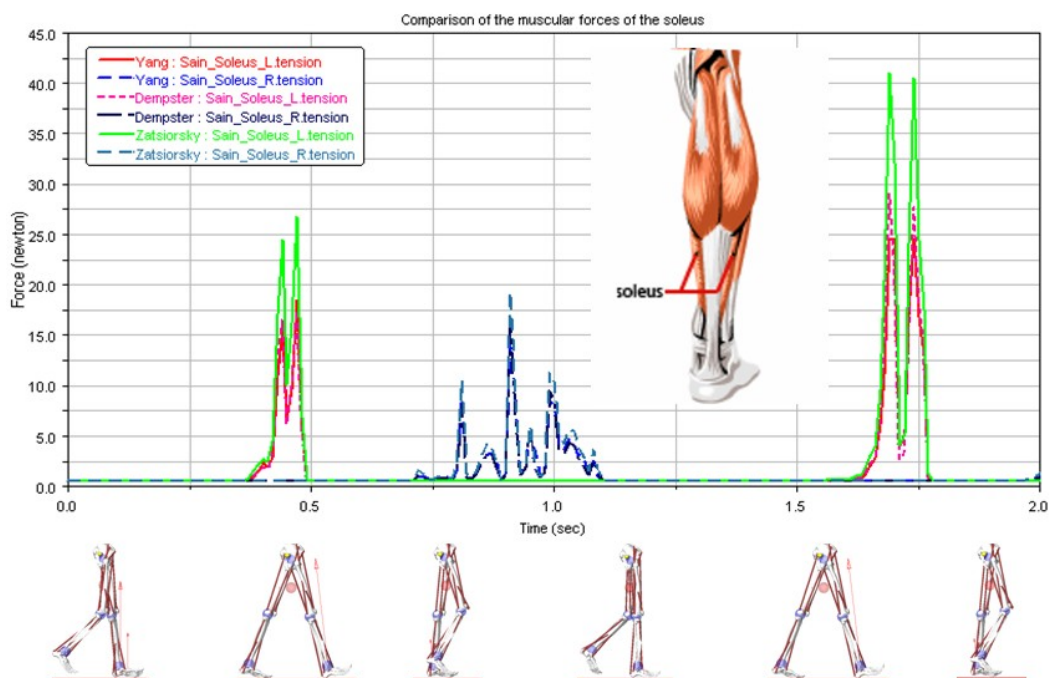 Comparison of the muscular forces of the soleus
45.0
40.0
35.0
30.0
25.0
20.0
15.0
10.0
5.0
0.0
Force (newton)
Yang : Sain_Soleus_L.tension
Yang : Sain_Soleus_R.tension
Dempster : Sain_Soleus_L.tension
Dempster : Sain_Soleus_R.tension
Zatsiorsky : Sain_Soleus_L.tension
Zatsiorsky : Sain_Soleus_R.tension
soleus
0.0 0.5 1.0 1.5 2.0
Time (sec)